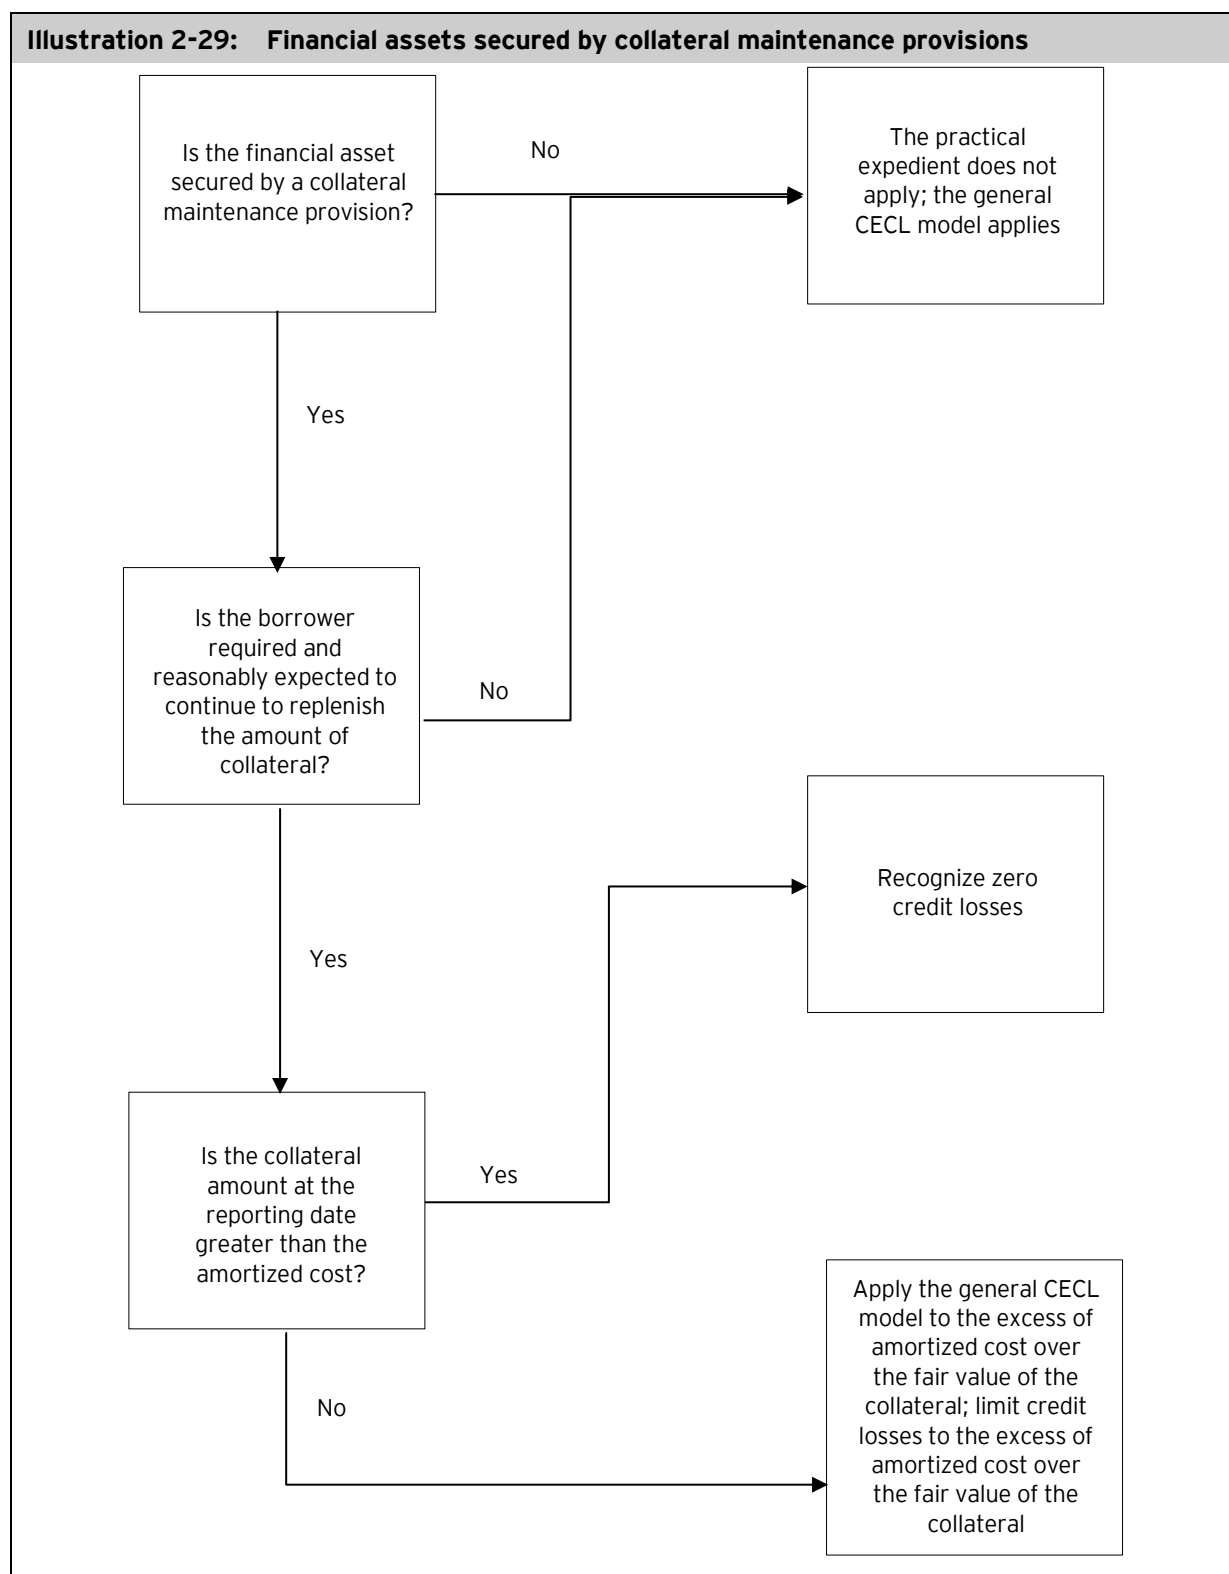 Illustration 2-29: Financial assets secured by collateral maintenance provisions
Is the financial asset
secured by a collateral
maintenance provision?
No
The practical
expedient does not
apply; the general
CECL model applies
Yes
Is the borrower
required and
reasonably expected to
continue to replenish
the amount of
collateral?
No
Yes
Recognize zero
credit losses
Is the collateral
amount at the
reporting date
greater than the
amortized cost?
Yes
No
Apply the general CECL
model to the excess of
amortized cost over
the fair value of the
collateral; limit credit
losses to the excess of
amortized cost over
the fair value of the
collateral